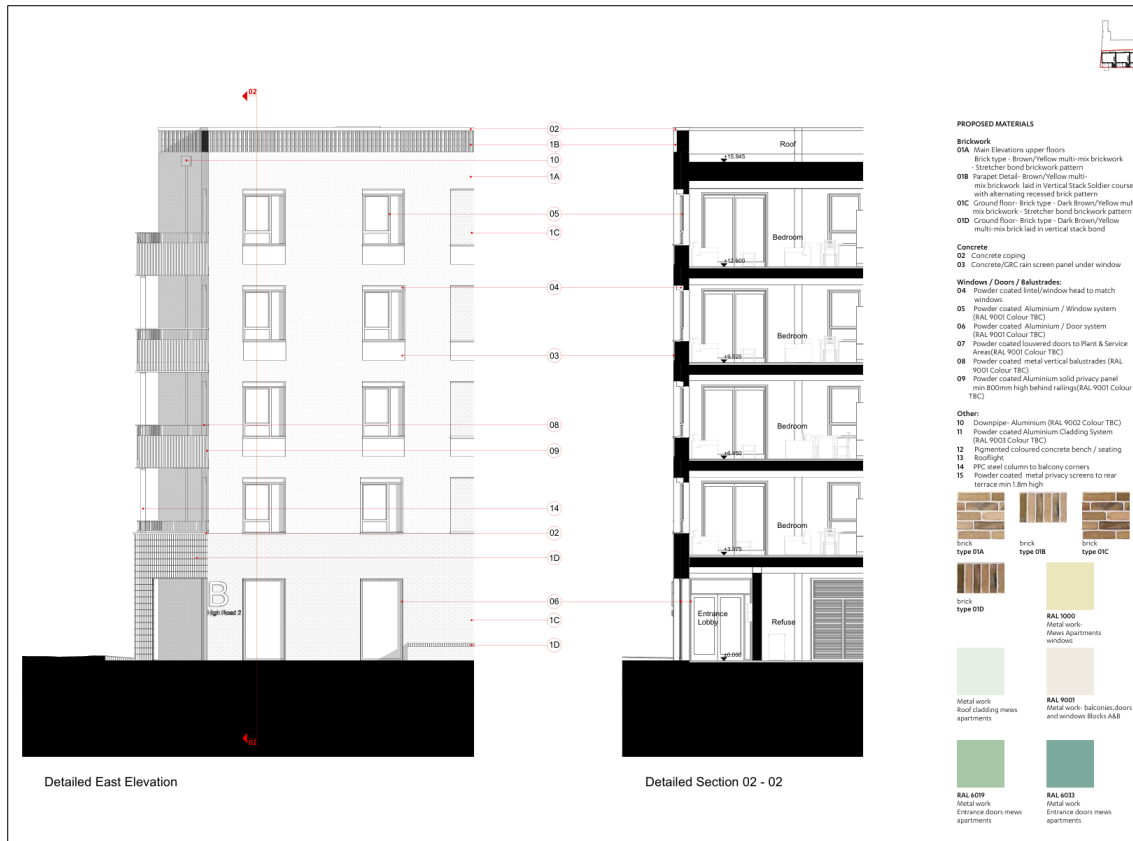 02
02
1B
10
1A
05
1C
04
03
08
09
14
02
1D
B
High Road 2
06
1C
1D
02
Roof
+15.945
Bedroom
+12.600
Bedroom
+9.525
Bedroom
+6.450
Bedroom
+3.375
Entrance
Lobby
Refuse
+0.000
Detailed East Elevation
Detailed Section 02 - 02
PROPOSED MATERIALS
Brickwork
01A Main Elevations upper floors
Brick type - Brown/Yellow multi-mix brickwork
- Stretcher bond brickwork pattern
01B Parapet Detail- Brown/Yellow multi-
mix brickwork laid in Vertical Stack Soldier course
with alternating recessed brick pattern
01C Ground floor- Brick type - Dark Brown/Yellow mult
mix brickwork - Stretcher bond brickwork pattern
01D Ground floor- Brick type - Dark Brown/Yellow
multi-mix brick laid in vertical stack bond
Concrete
02 Concrete coping
03 Concrete/GRC rain screen panel under window
Windows / Doors / Balustrades:
04 Powder coated lintel/window head to match
windows
05 Powder coated Aluminium / Window system
(RAL 9001 Colour TBC)
06 Powder coated Aluminium / Door system
(RAL 9001 Colour TBC)
07 Powder coated louvered doors to Plant & Service
Areas(RAL 9001 Colour TBC)
08 Powder coated metal vertical balustrades (RAL
9001 Colour TBC)
09 Powder coated Aluminium solid privacy panel
min 800mm high behind railings(RAL 9001 Colour
TBC)
Other:
10 Downpipe- Aluminium (RAL 9002 Colour TBC)
11 Powder coated Aluminium Cladding System
(RAL 9003 Colour TBC)
12 Pigmented coloured concrete bench / seating
13 Rooflight
14 PPC steel column to balcony corners
15 Powder coated metal privacy screens to rear
terrace min 1.8m high
brick
type 01A
brick
type 01B
brick
type 01C
brick
type 01D
RAL 1000
Metal work-
Mews Apartments
windows
Metal work
Roof cladding mews
apartments
RAL 9001
Metal work- balconies,doors
and windows Blocks A&B
RAL 6019
Metal work
Entrance doors mews
apartments
RAL 6033
Metal work
Entrance doors mews
apartments